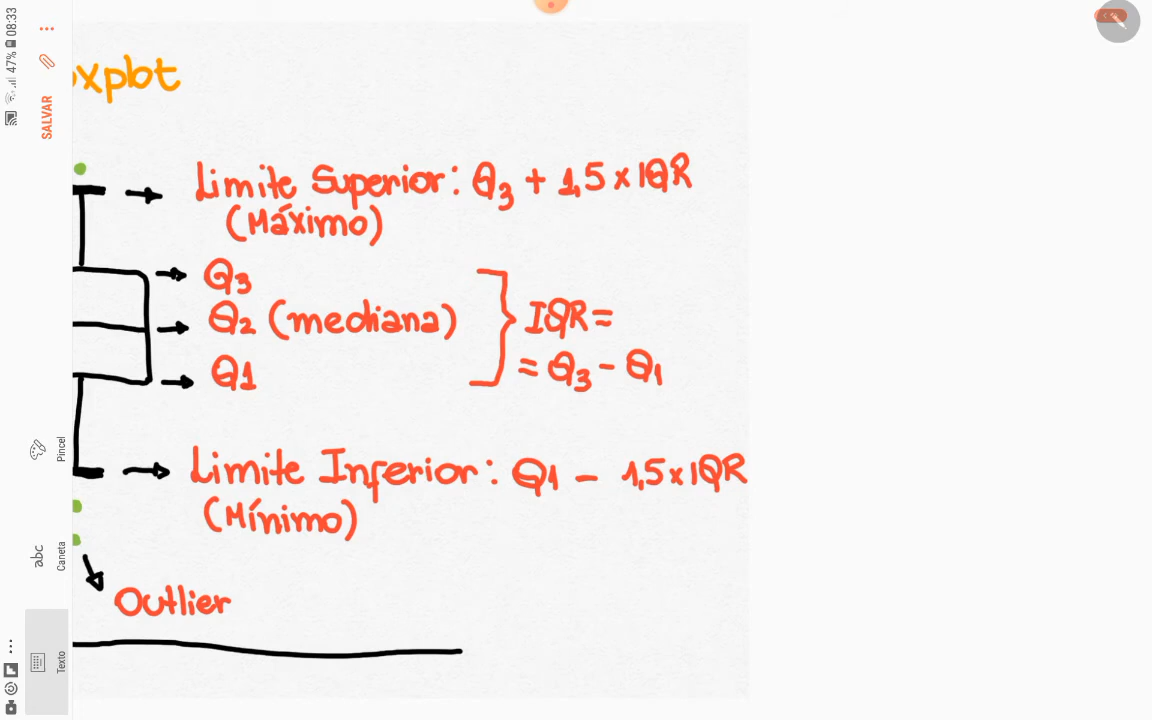 08:33
47%
SALVAR
oxplot
Limite Superior: Q3 + 1,5 x IQR
(Máximo)
Q3
Q2 (mediana)
Q1
IQR =
= Q3 - Q1
Limite Inferior: Q1 - 1,5 x IQR
(Mínimo)
Outlier
Pincel
abc
Caneta
Texto